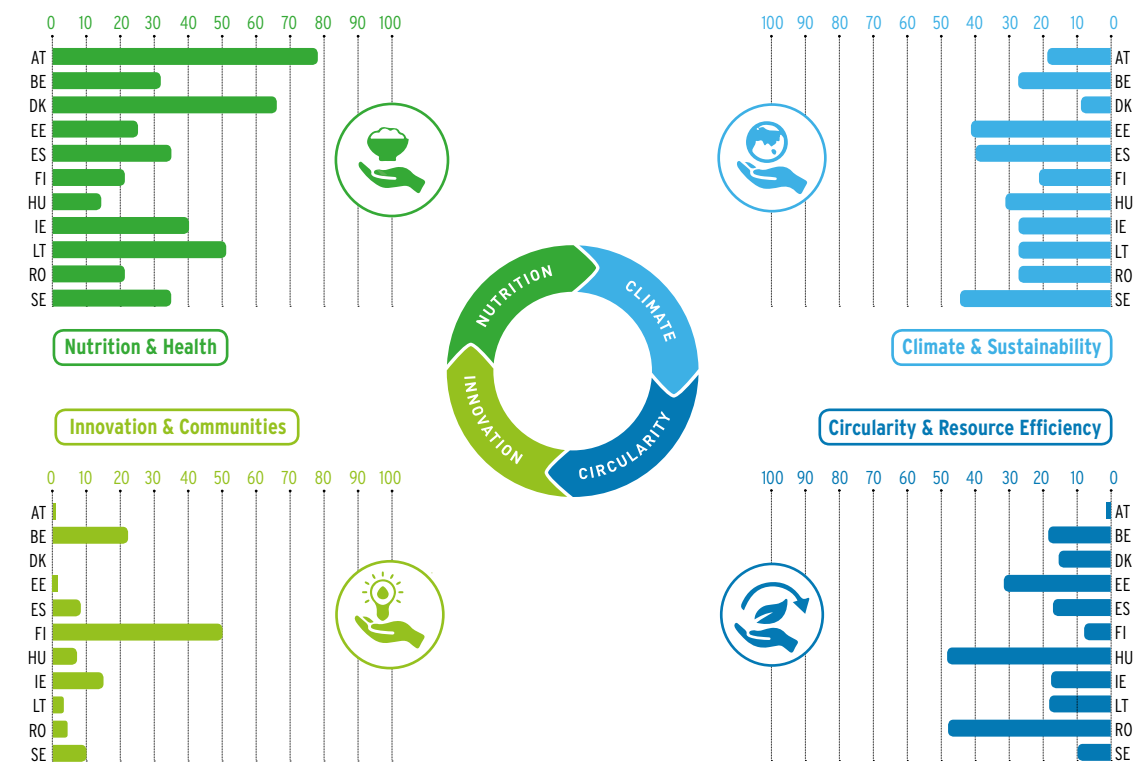 0 10 20 30 40 50 60 70 80 90 100
AT
BE
DK
EE
ES
FI
HU
IE
LT
RO
SE
Nutrition & Health
100 90 80 70 60 50 40 30 20 10 0
AT
BE
DK
EE
ES
FI
HU
IE
LT
RO
SE
Climate & Sustainability
NUTRITION
CLIMATE
CIRCULARITY
INNOVATION
Innovation & Communities
0 10 20 30 40 50 60 70 80 90 100
AT
BE
DK
EE
ES
FI
HU
IE
LT
RO
SE
Circularity & Resource Efficiency
100 90 80 70 60 50 40 30 20 10 0
AT
BE
DK
EE
ES
FI
HU
IE
LT
RO
SE